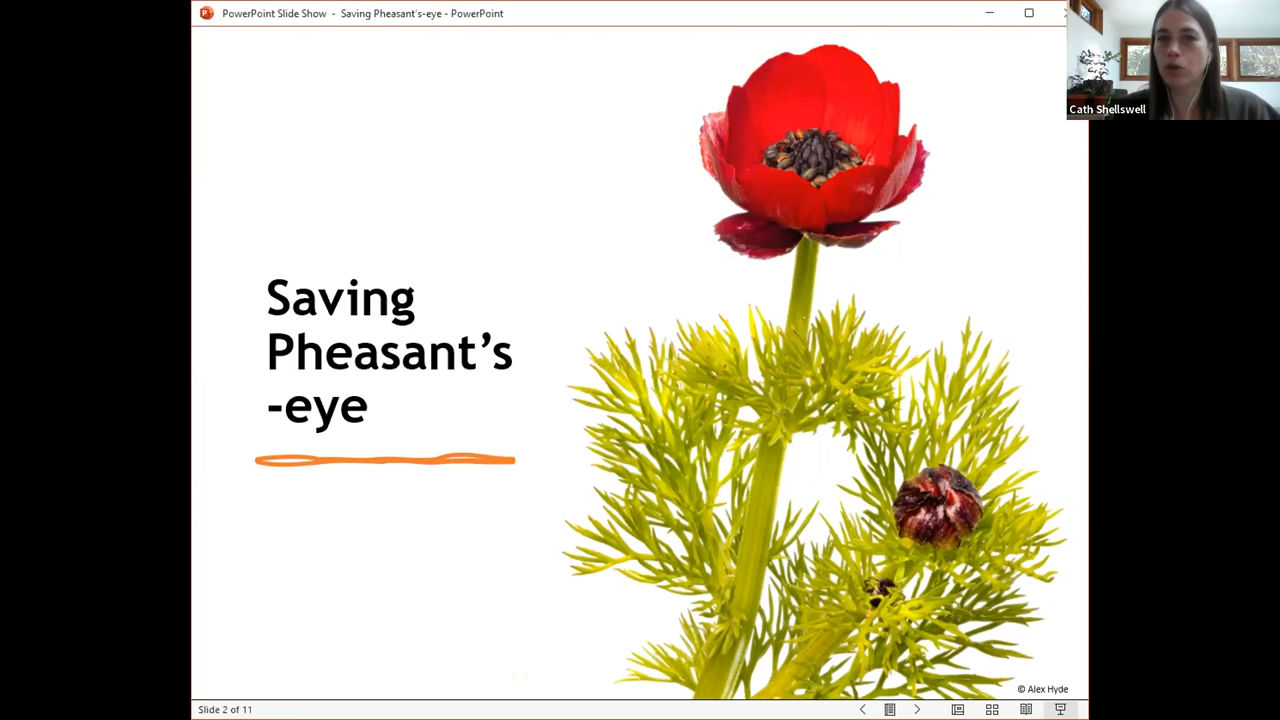 PowerPoint Slide Show - Saving Pheasant's-eye - PowerPoint
Cath Shellswell
Saving
Pheasant’s
-eye
© Alex Hyde
Slide 2 of 11